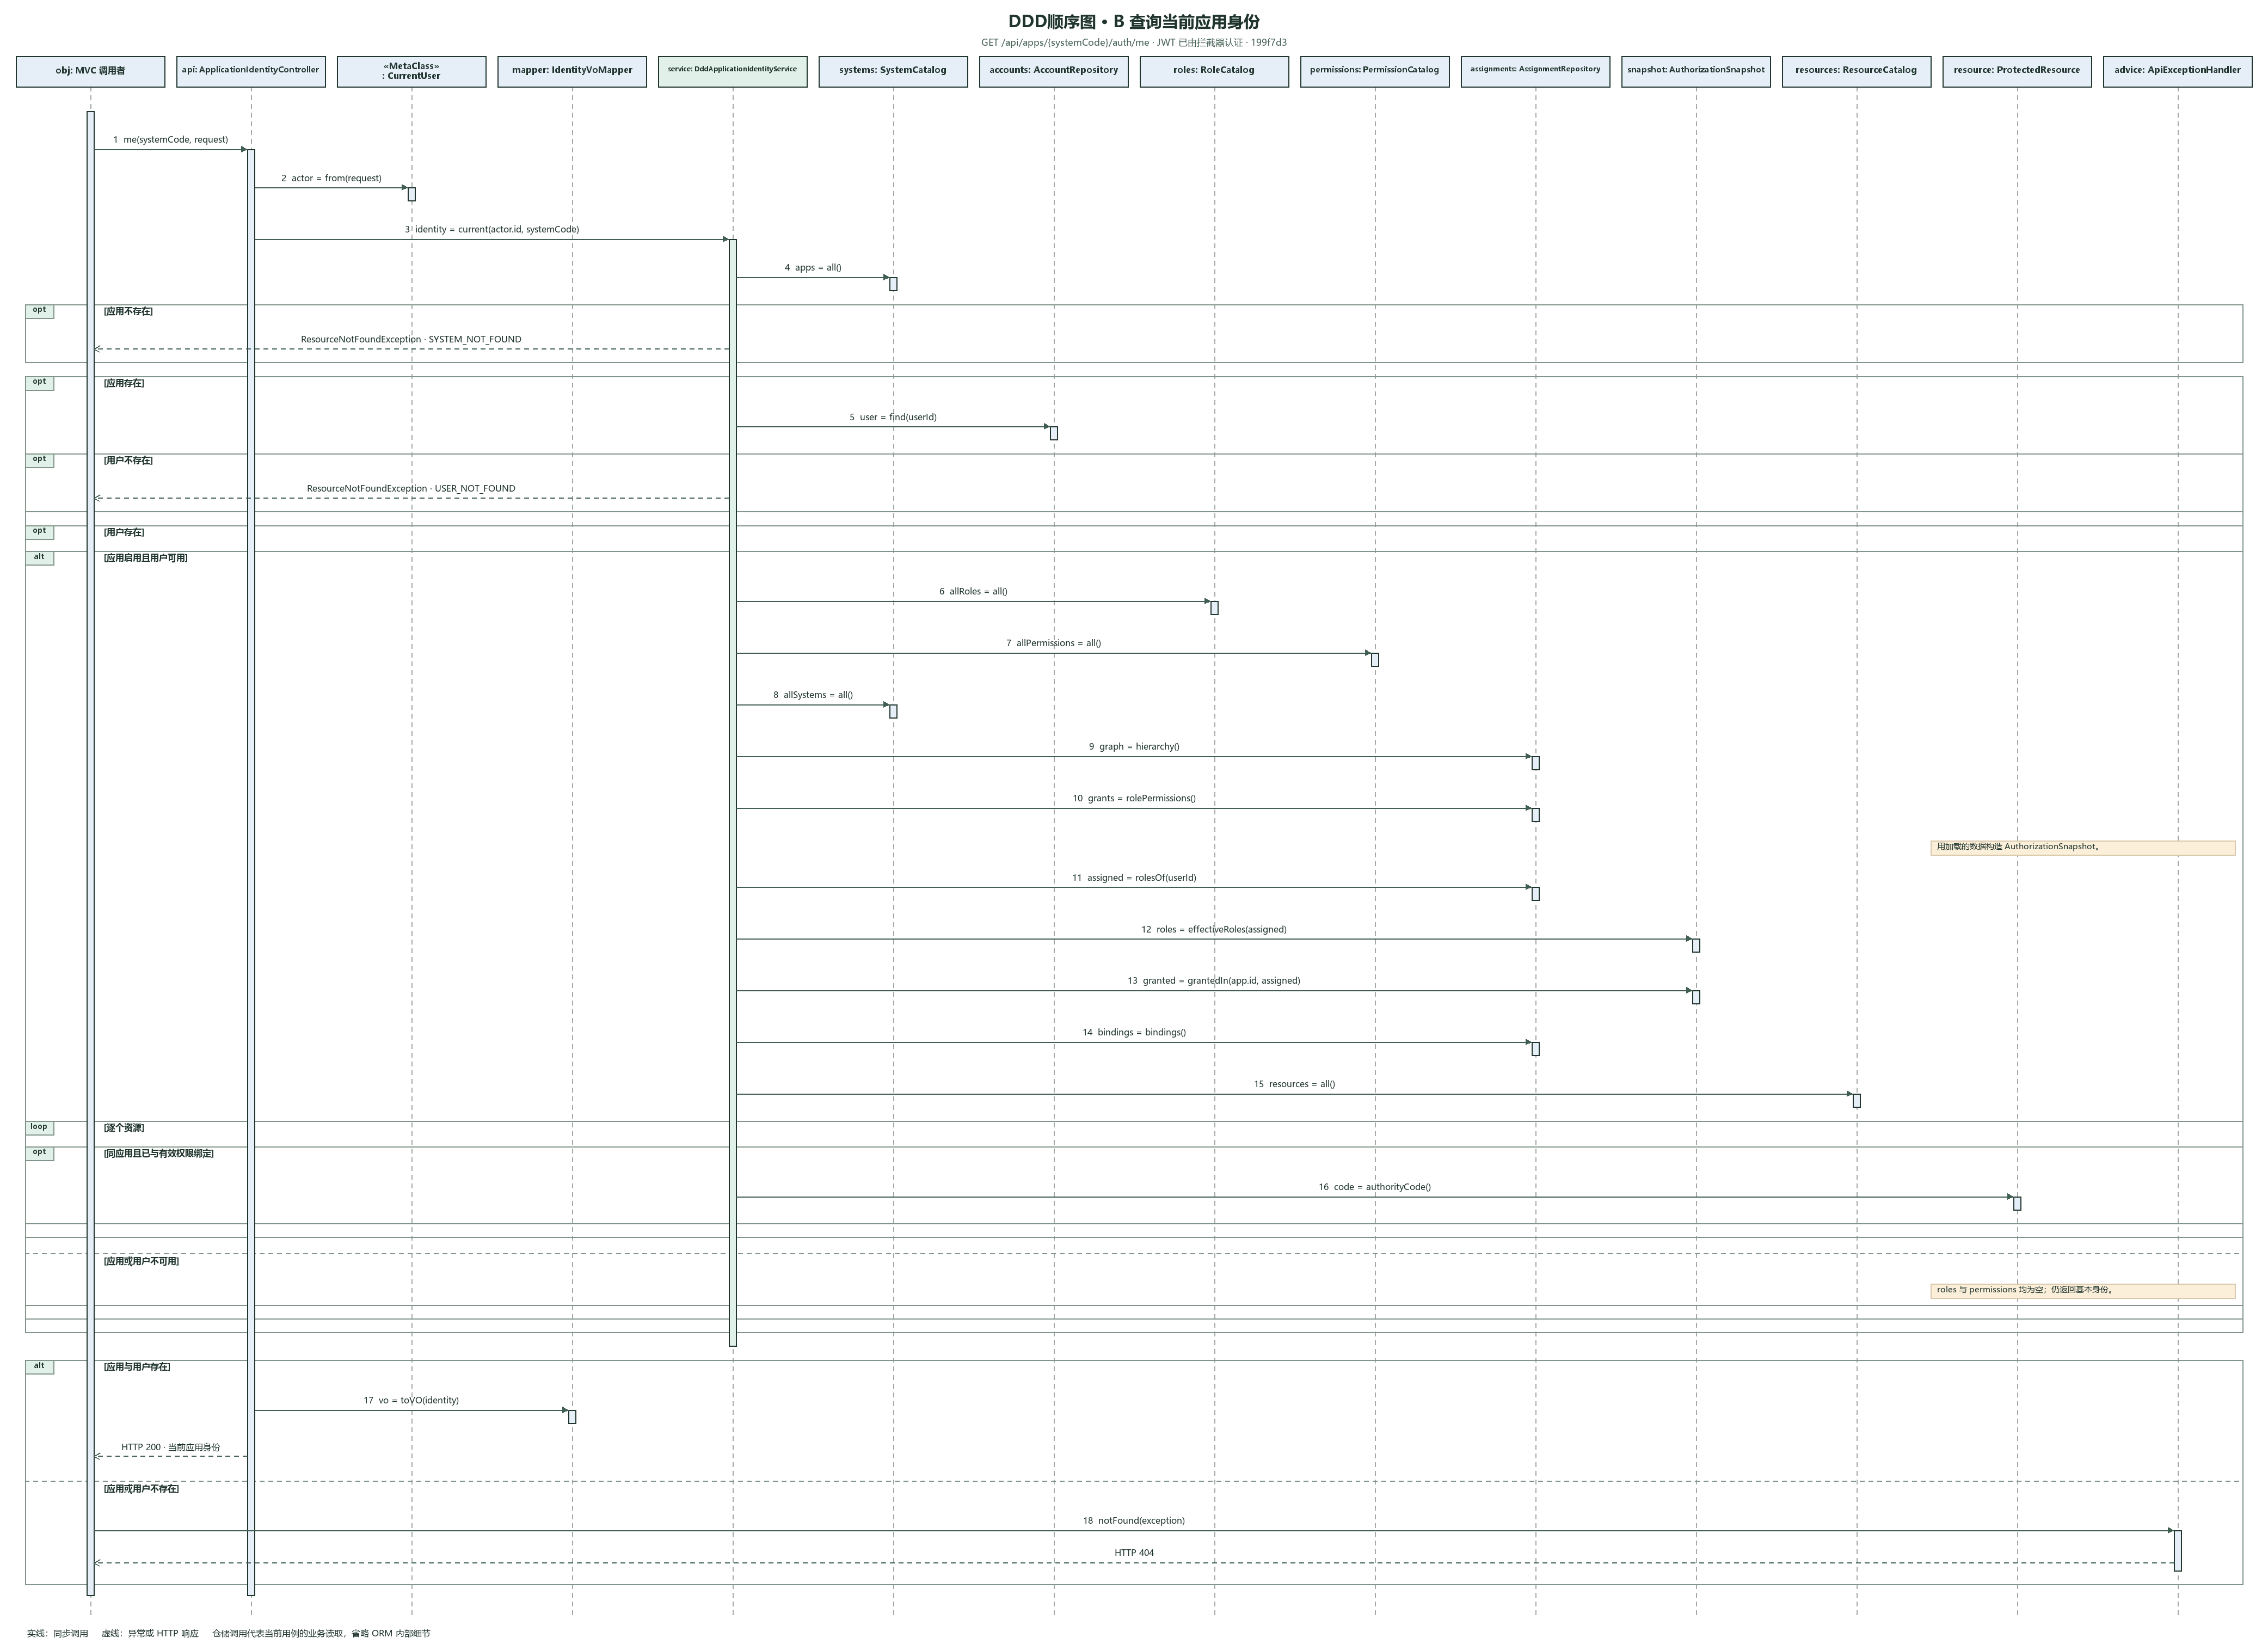 DDD顺序图 • B 查询当前应用身份
GET /api/apps/{systemCode}/auth/me · JWT 已由拦截器认证 · 199f7d3
obj: MVC 调用者
api: ApplicationIdentityController
«MetaClass»
: CurrentUser
mapper: IdentityVoMapper
service: DddApplicationIdentityService
systems: SystemCatalog
accounts: AccountRepository
roles: RoleCatalog
permissions: PermissionCatalog
assignments: AssignmentRepository
snapshot: AuthorizationSnapshot
resources: ResourceCatalog
resource: ProtectedResource
advice: ApiExceptionHandler
1 me(systemCode, request)
2 actor = from(request)
3 identity = current(actor.id, systemCode)
4 apps = all()
opt [应用不存在]
ResourceNotFoundException · SYSTEM_NOT_FOUND
opt [应用存在]
5 user = find(userId)
opt [用户不存在]
ResourceNotFoundException · USER_NOT_FOUND
opt [用户存在]
alt [应用启用且用户可用]
6 allRoles = all()
7 allPermissions = all()
8 allSystems = all()
9 graph = hierarchy()
10 grants = rolePermissions()
用加载的数据构造 AuthorizationSnapshot。
11 assigned = rolesOf(userId)
12 roles = effectiveRoles(assigned)
13 granted = grantedIn(app.id, assigned)
14 bindings = bindings()
15 resources = all()
loop [逐个资源]
opt [同应用且已与有效权限绑定]
16 code = authorityCode()
[应用或用户不可用]
roles 与 permissions 均为空；仍返回基本身份。
alt [应用与用户存在]
17 vo = toVO(identity)
HTTP 200 · 当前应用身份
[应用或用户不存在]
18 notFound(exception)
HTTP 404
实线：同步调用 虚线：异常或 HTTP 响应 仓储调用代表当前用例的业务读取，省略 ORM 内部细节